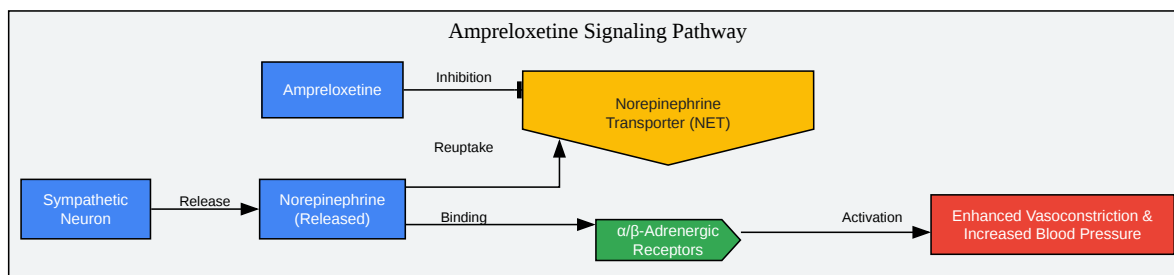 Ampreloxetine Signaling Pathway
Ampreloxetine
Inhibition
Norepinephrine
Transporter (NET)
Reuptake
Sympathetic
Neuron
Release
Norepinephrine
(Released)
Binding
α/β-Adrenergic
Receptors
Activation
Enhanced Vasoconstriction &
Increased Blood Pressure